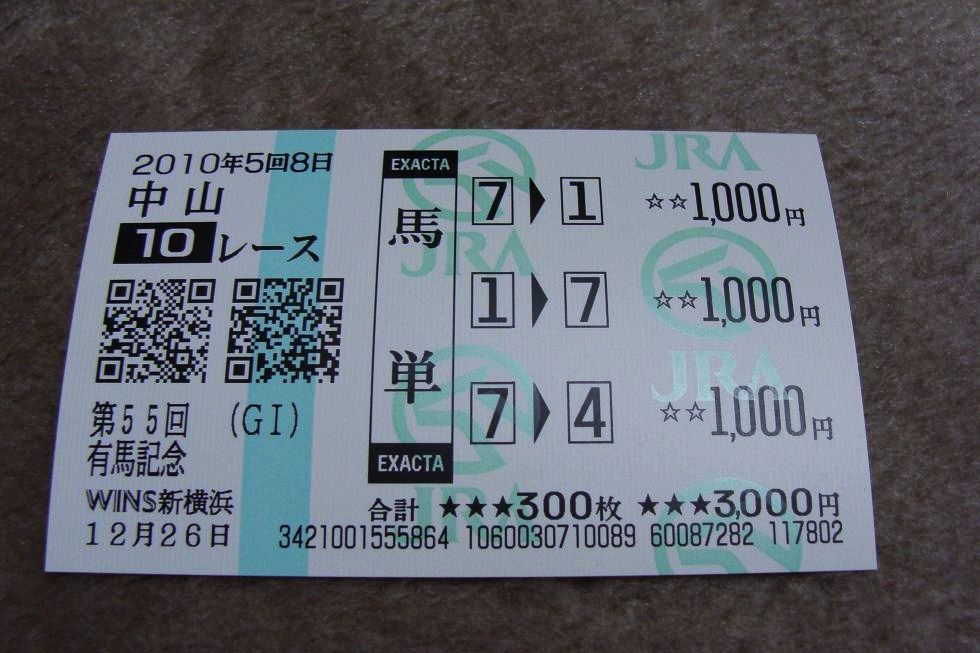 2010年5回8日
中山
10レース
第55回 (GI)
有馬記念
WINS新横浜
12月26日
EXACTA
馬単
EXACTA
7▶1 ☆☆1,000円
1▶7 ☆☆1,000円
7▶4 ☆☆1,000円
合計 ★★★300枚 ★★★3,000円
3421001555864 1060030710089 60087282 117802
JRA
JRA
JRA
JRA